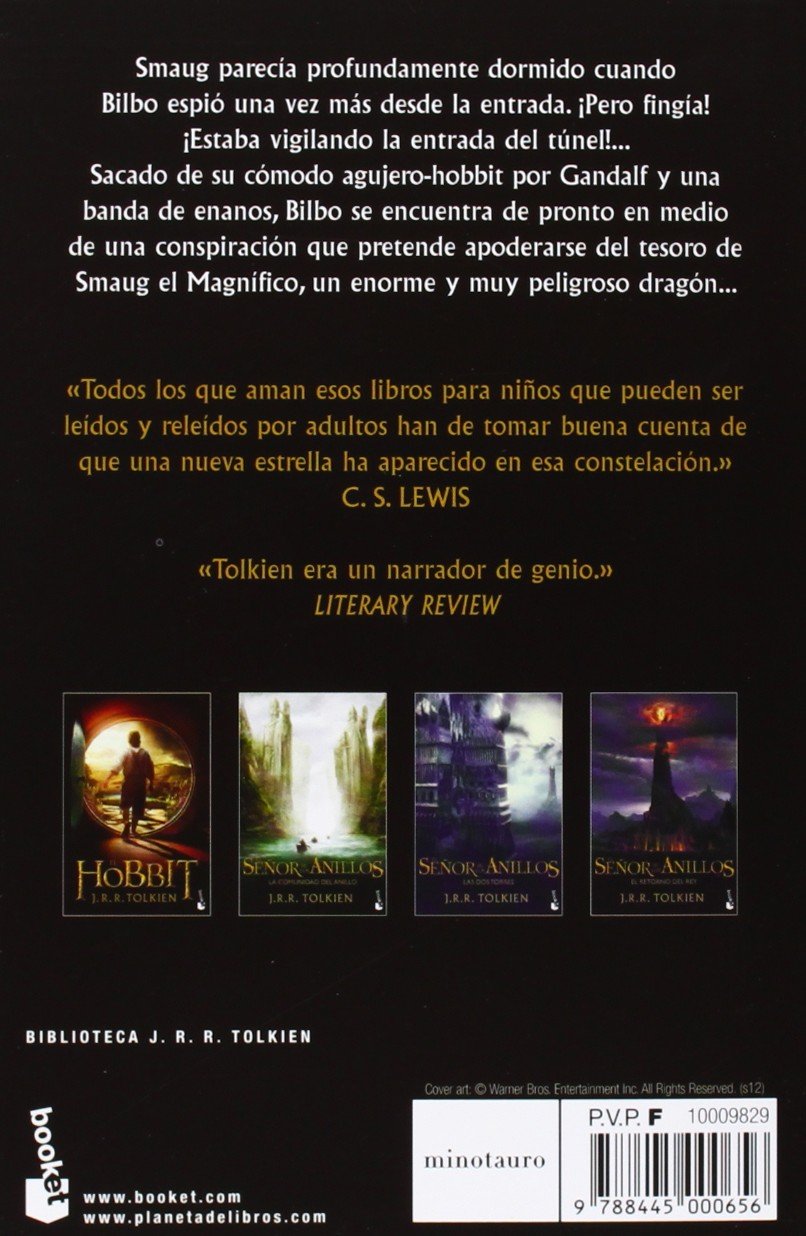 Smaug parecía profundamente dormido cuando
Bilbo espió una vez más desde la entrada. ¡Pero fingía!
¡Estaba vigilando la entrada del túnel!...
Sacado de su cómodo agujero-hobbit por Gandalf y una
banda de enanos, Bilbo se encuentra de pronto en medio
de una conspiración que pretende apoderarse del tesoro de
Smaug el Magnífico, un enorme y muy peligroso dragón...
«Todos los que aman esos libros para niños que pueden ser
leídos y releídos por adultos han de tomar buena cuenta de
que una nueva estrella ha aparecido en esa constelación.»
C. S. LEWIS
«Tolkien era un narrador de genio.»
LITERARY REVIEW
EL
HOBBIT
J.R.R. TOLKIEN
SEÑOR DE LOS ANILLOS
LA COMUNIDAD DEL ANILLO
J.R.R. TOLKIEN
SEÑOR DE LOS ANILLOS
LAS DOS TORRES
J.R.R. TOLKIEN
SEÑOR DE LOS ANILLOS
EL RETORNO DEL REY
J.R.R. TOLKIEN
BIBLIOTECA J. R. R. TOLKIEN
Cover art: © Warner Bros. Entertainment Inc. All Rights Reserved. (s12)
booket
www.booket.com
www.planetadelibros.com
minotauro
P.V.P. F 10009829
9 788445 000656